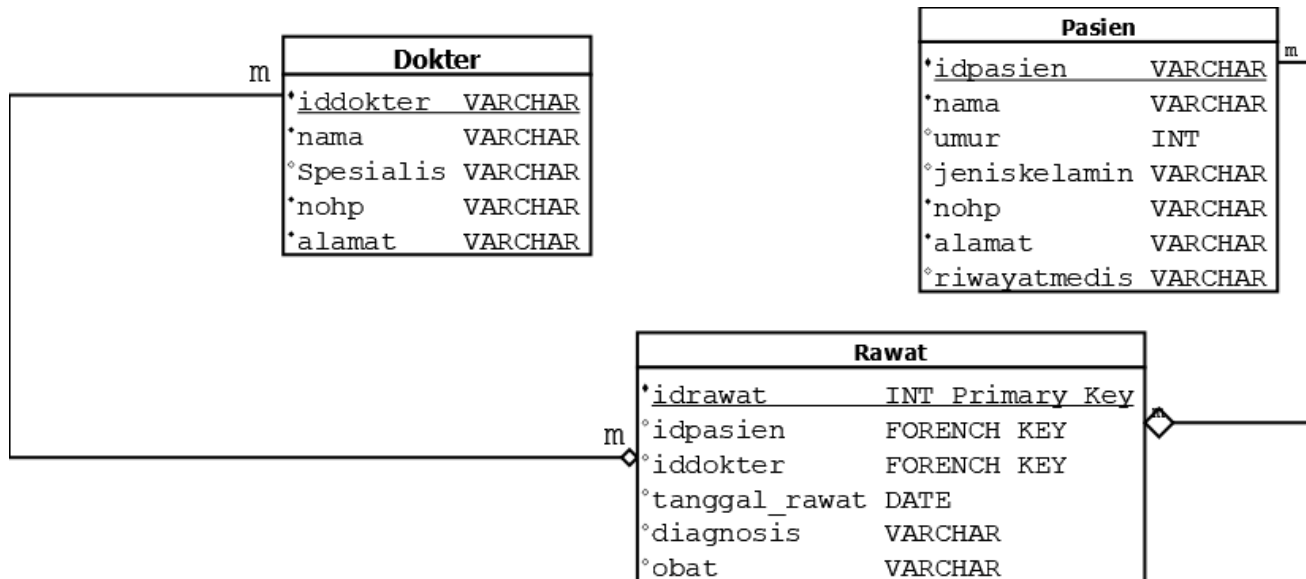 Dokter
m
iddokter VARCHAR
nama VARCHAR
Spesialis VARCHAR
nohp VARCHAR
alamat VARCHAR
Pasien
m
idpasien VARCHAR
nama VARCHAR
umur INT
jeniskelamin VARCHAR
nohp VARCHAR
alamat VARCHAR
riwayatmedis VARCHAR
Rawat
idrawat INT Primary Key
m
idpasien FORENCH KEY
m
iddokter FORENCH KEY
tanggal_rawat DATE
diagnosis VARCHAR
obat VARCHAR